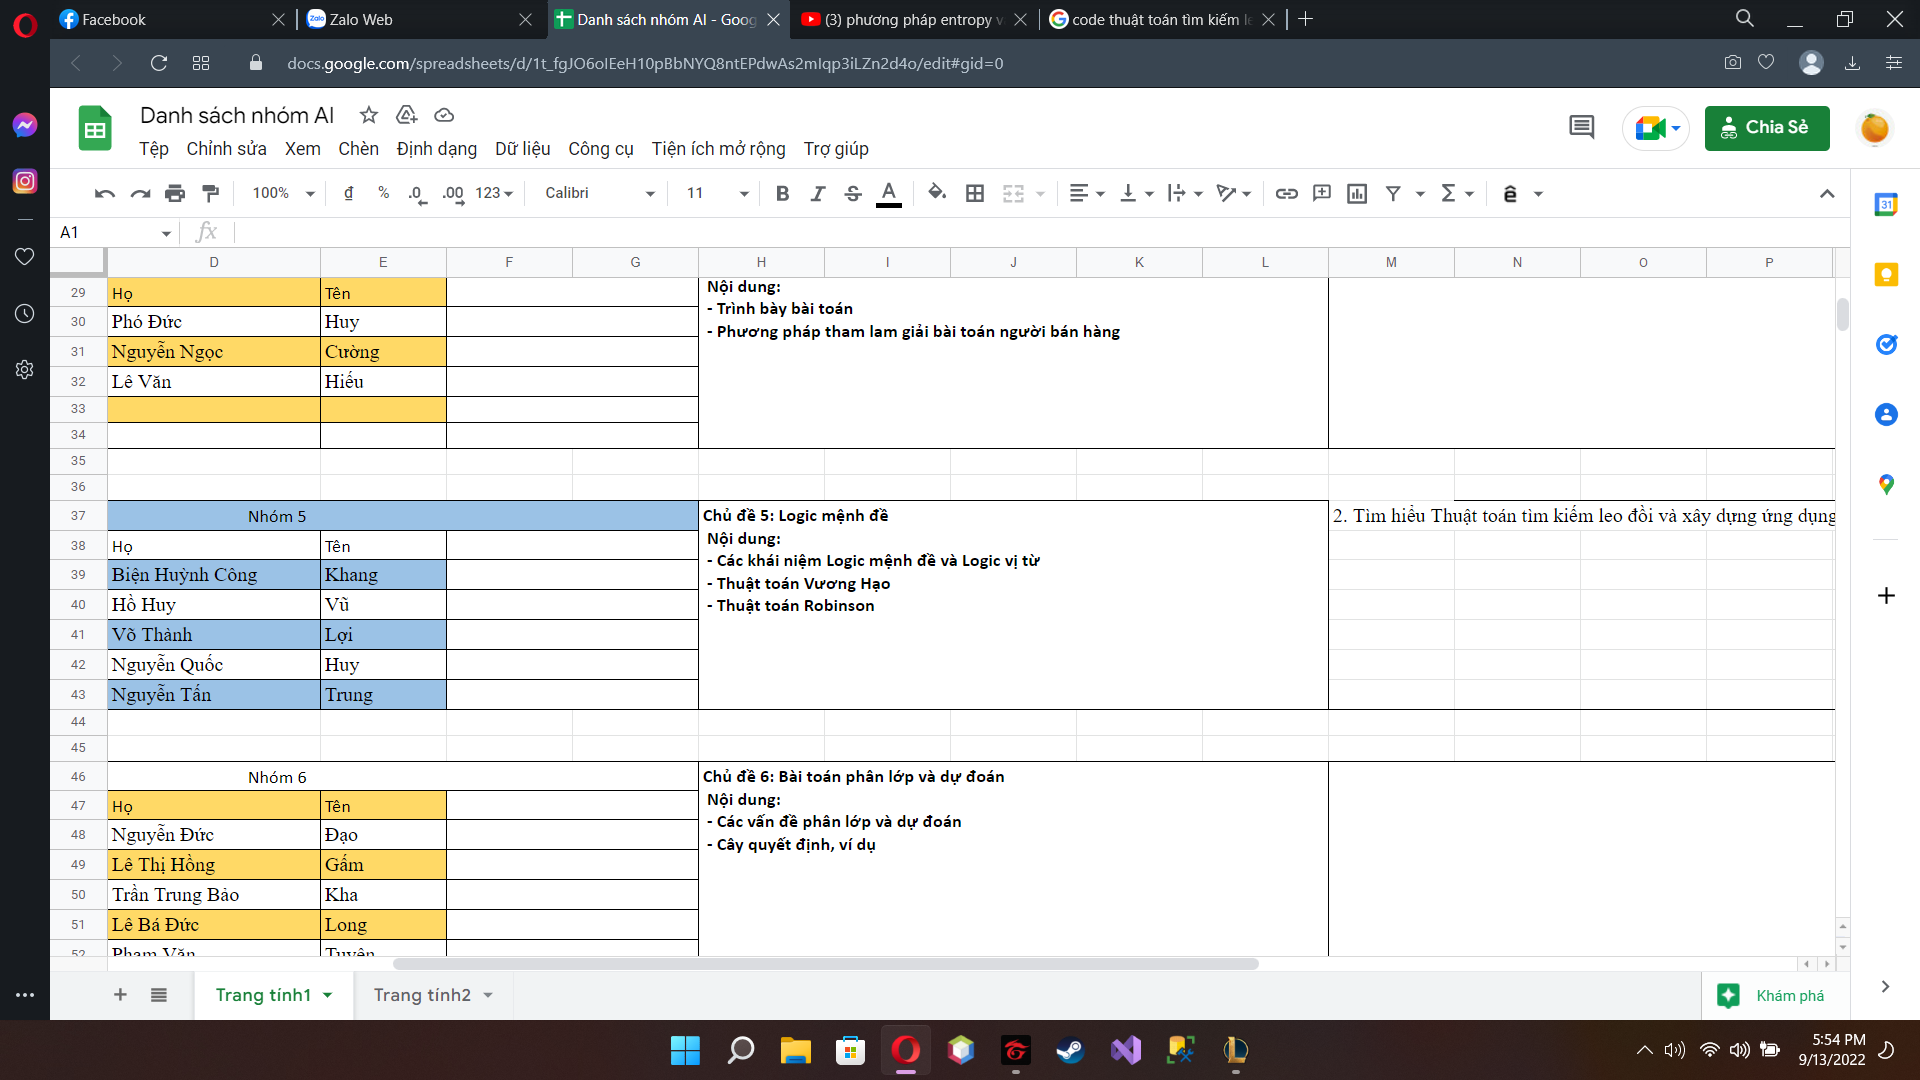 Facebook
Zalo Web
Danh sách nhóm AI - Goog
(3) phương pháp entropy v
code thuật toán tìm kiếm le
docs.google.com/spreadsheets/d/1t_fgJO6oIEeH10pBbNYQ8ntEPdwAs2mIqp3iLZn2d4o/edit#gid=0
Danh sách nhóm AI
Tệp Chỉnh sửa Xem Chèn Định dạng Dữ liệu Công cụ Tiện ích mở rộng Trợ giúp
Chia Sẻ
100% ₫ % .0 .00 123 Calibri 11 B I S A Σ ê
31
A1 fx
D E F G H I J K L M N O P
29 Họ Tên
30 Phó Đức Huy
31 Nguyễn Ngọc Cường
32 Lê Văn Hiếu
33
34
Nội dung:
- Trình bày bài toán
- Phương pháp tham lam giải bài toán người bán hàng
35
36
37 Nhóm 5
38 Họ Tên
39 Biện Huỳnh Công Khang
40 Hồ Huy Vũ
41 Võ Thành Lợi
42 Nguyễn Quốc Huy
43 Nguyễn Tấn Trung
Chủ đề 5: Logic mệnh đề
Nội dung:
- Các khái niệm Logic mệnh đề và Logic vị từ
- Thuật toán Vương Hạo
- Thuật toán Robinson
2. Tìm hiểu Thuật toán tìm kiếm leo đồi và xây dựng ứng dụng
44
45
46 Nhóm 6
47 Họ Tên
48 Nguyễn Đức Đạo
49 Lê Thị Hồng Gấm
50 Trần Trung Bảo Kha
51 Lê Bá Đức Long
52 Phạm Văn Tuyên
Chủ đề 6: Bài toán phân lớp và dự đoán
Nội dung:
- Các vấn đề phân lớp và dự đoán
- Cây quyết định, ví dụ
Trang tính1 Trang tính2
Khám phá
5:54 PM
9/13/2022